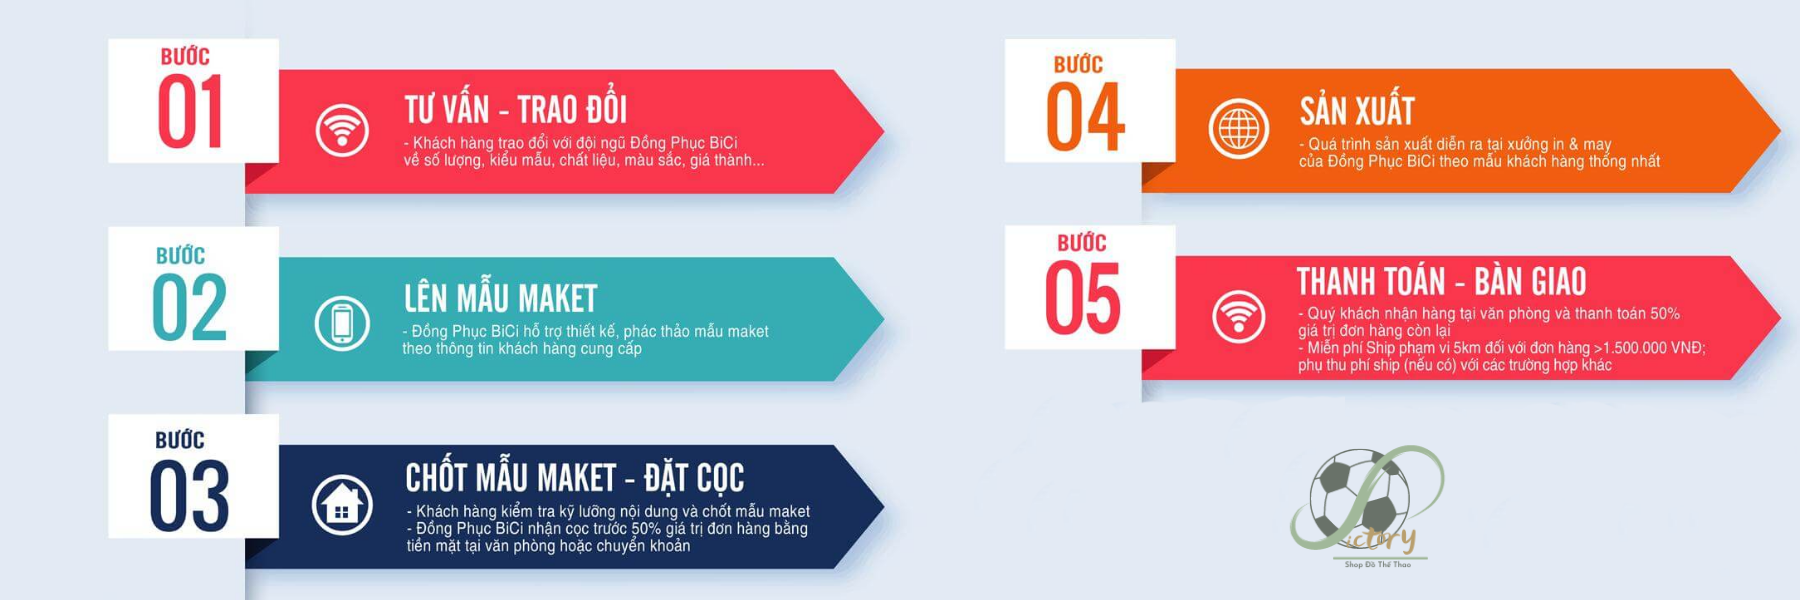 BƯỚC
01
TƯ VẤN - TRAO ĐỔI
- Khách hàng trao đổi với đội ngũ Đồng Phục BiCi
về số lượng, kiểu mẫu, chất liệu, màu sắc, giá thành...
BƯỚC
02
LÊN MẪU MAKET
- Đồng Phục BiCi hỗ trợ thiết kế, phác thảo mẫu maket
theo thông tin khách hàng cung cấp
BƯỚC
03
CHỐT MẪU MAKET - ĐẶT CỌC
- Khách hàng kiểm tra kỹ lưỡng nội dung và chốt mẫu maket
- Đồng Phục BiCi nhận cọc trước 50% giá trị đơn hàng bằng
tiền mặt tại văn phòng hoặc chuyển khoản
BƯỚC
04
SẢN XUẤT
- Quá trình sản xuất diễn ra tại xưởng in & may
của Đồng Phục BiCi theo mẫu khách hàng thống nhất
BƯỚC
05
THANH TOÁN - BÀN GIAO
- Quý khách nhận hàng tại văn phòng và thanh toán 50%
giá trị đơn hàng còn lại
- Miễn phí Ship phạm vi 5km đối với đơn hàng >1.500.000 VNĐ;
phụ thu phí ship (nếu có) với các trường hợp khác
Victory
Shop Đồ Thể Thao